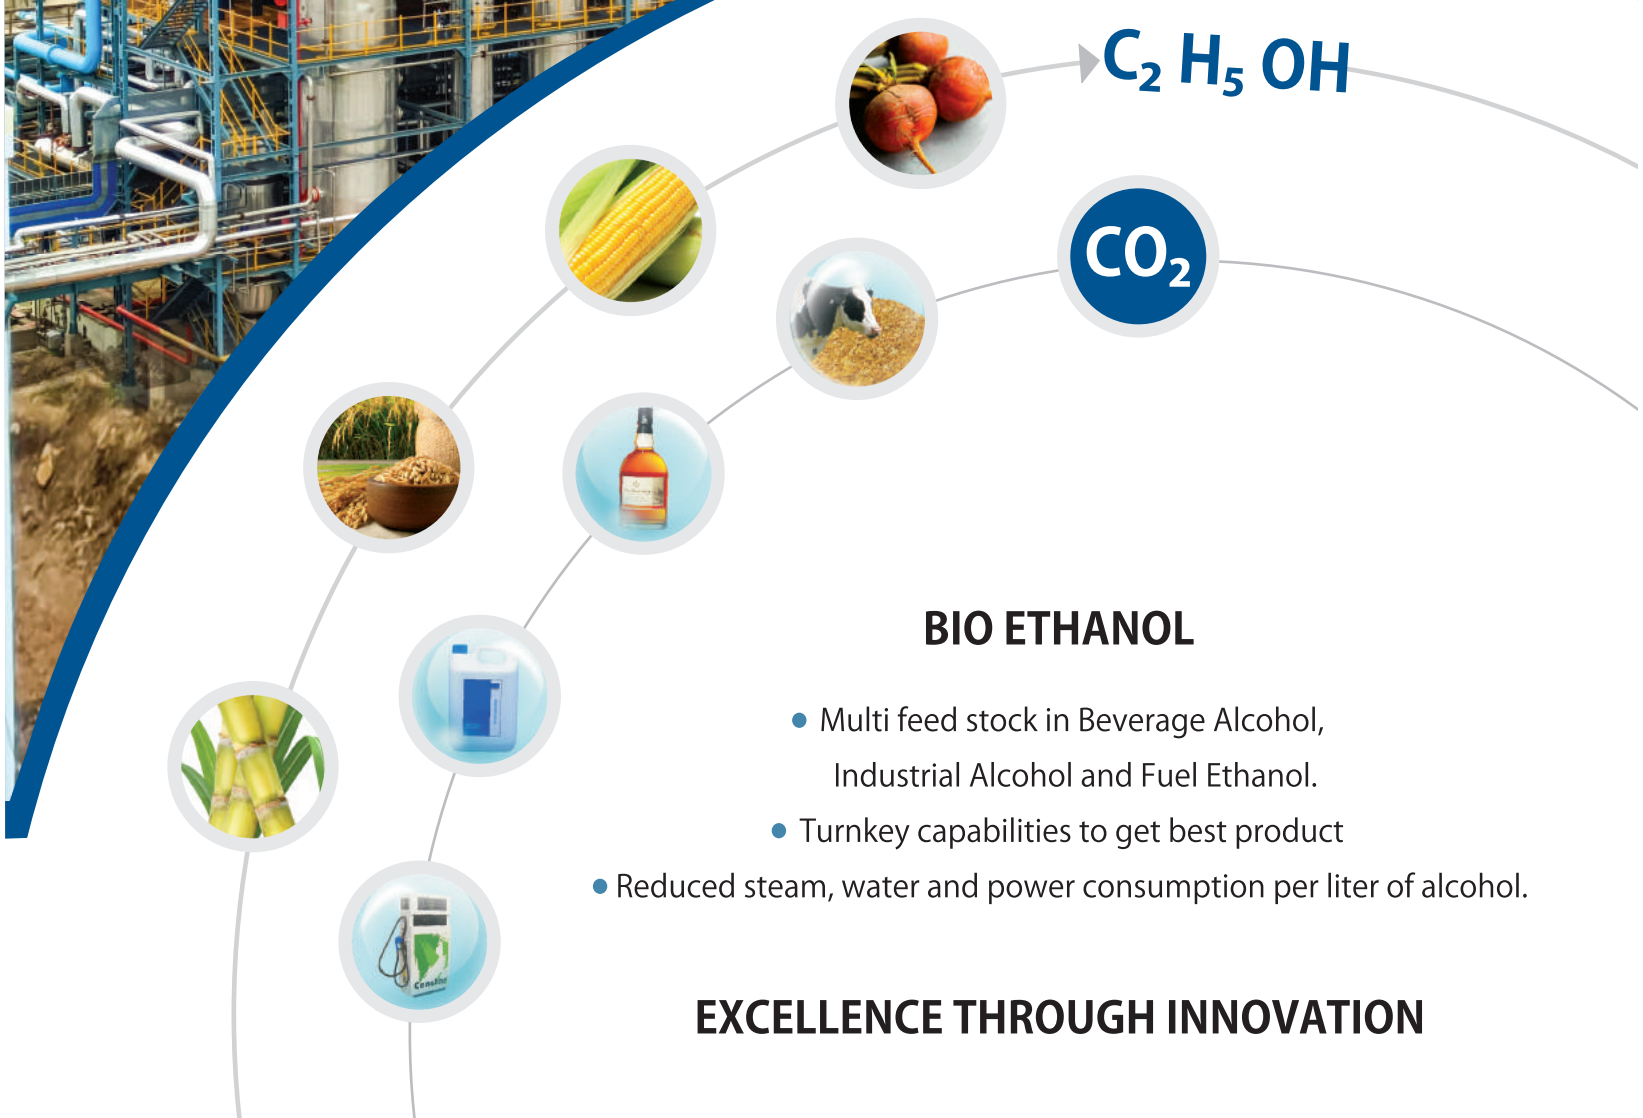 C₂ H₅ OH
CO₂
BIO ETHANOL
• Multi feed stock in Beverage Alcohol,
Industrial Alcohol and Fuel Ethanol.
• Turnkey capabilities to get best product
• Reduced steam, water and power consumption per liter of alcohol.
EXCELLENCE THROUGH INNOVATION